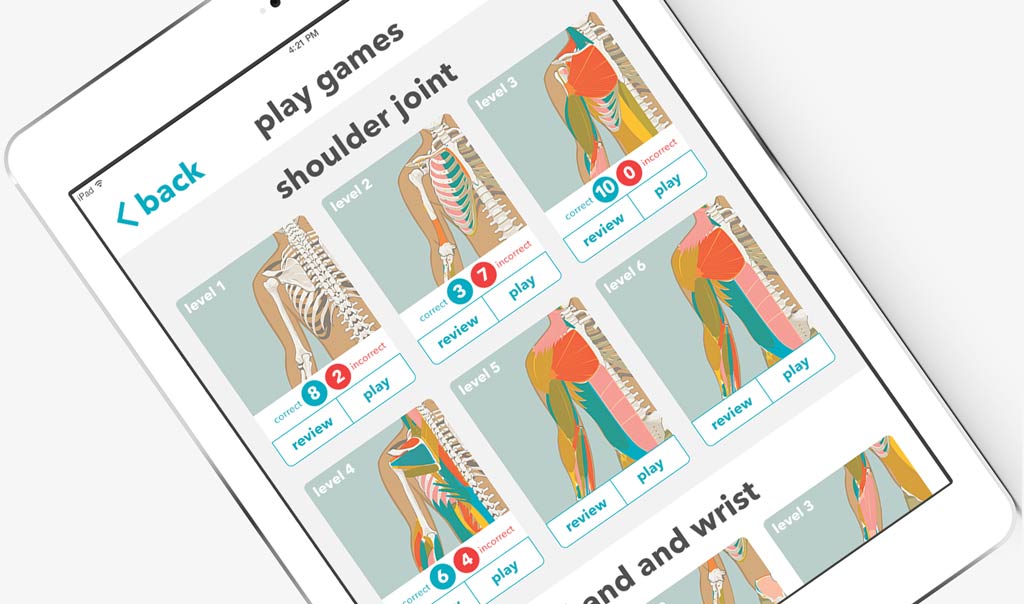 iPad
4:21 PM
back
play games
shoulder joint
level 1
correct 8 2 incorrect
review play
level 2
correct 3 7 incorrect
review play
level 3
correct 10 0 incorrect
review play
level 4
correct 6 4 incorrect
play
level 5
review play
level 6
review play
and and wrist
level 3